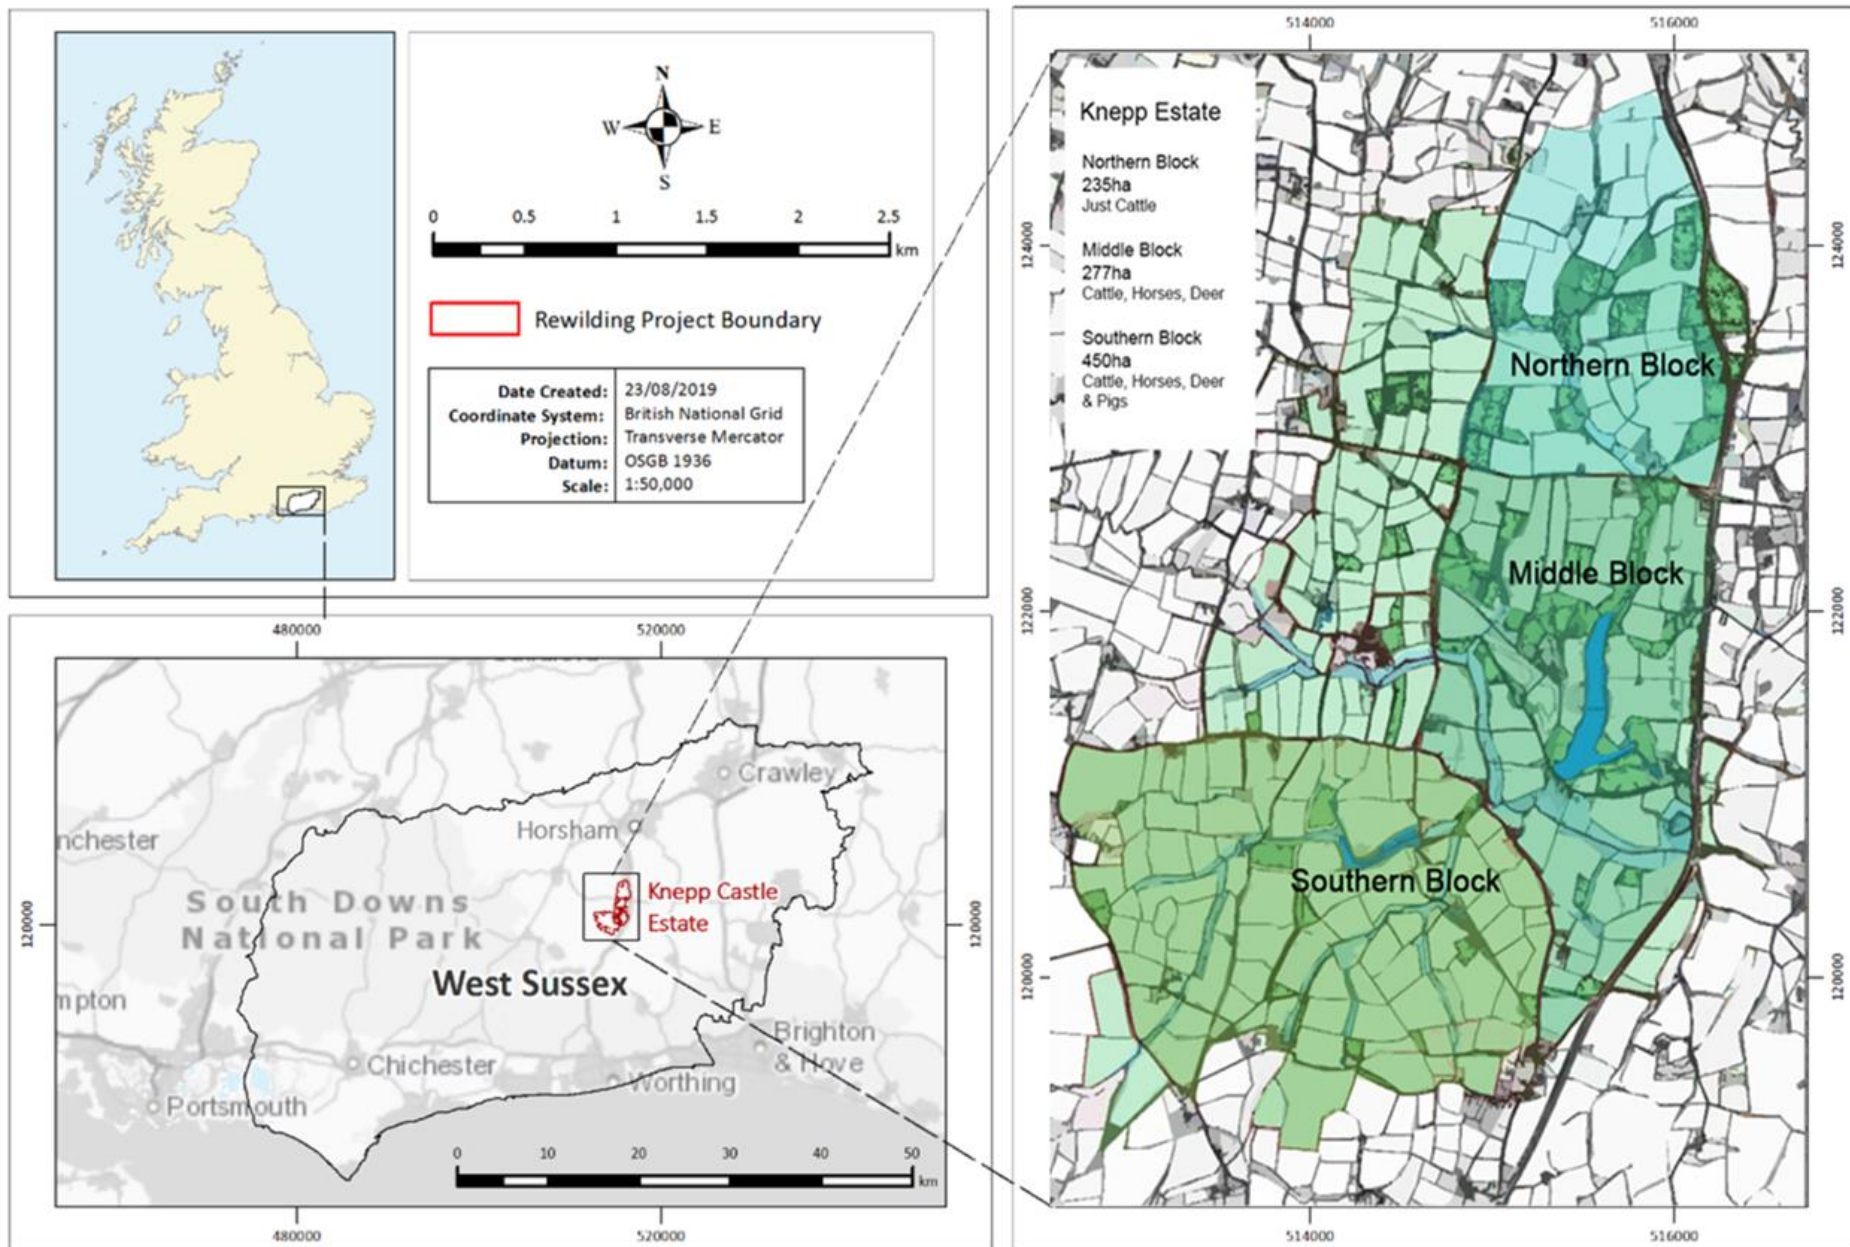 N
W E
S
0 0.5 1 1.5 2 2.5
km
Rewilding Project Boundary
Date Created: 23/08/2019
Coordinate System: British National Grid
Projection: Transverse Mercator
Datum: OSGB 1936
Scale: 1:50,000
480000 520000
Crawley
nchester
Horsham
South Downs
National Park
Knepp Castle
Estate
West Sussex
mpton
Brighton
& Hove
Chichester
Worthing
Portsmouth
0 10 20 30 40 50
km
120000 120000
480000 520000
514000 516000
Knepp Estate
Northern Block
235ha
Just Cattle
Middle Block
277ha
Cattle, Horses, Deer
Southern Block
450ha
Cattle, Horses, Deer
& Pigs
124000 124000
Northern Block
Middle Block
122000 122000
Southern Block
120000 120000
514000 516000